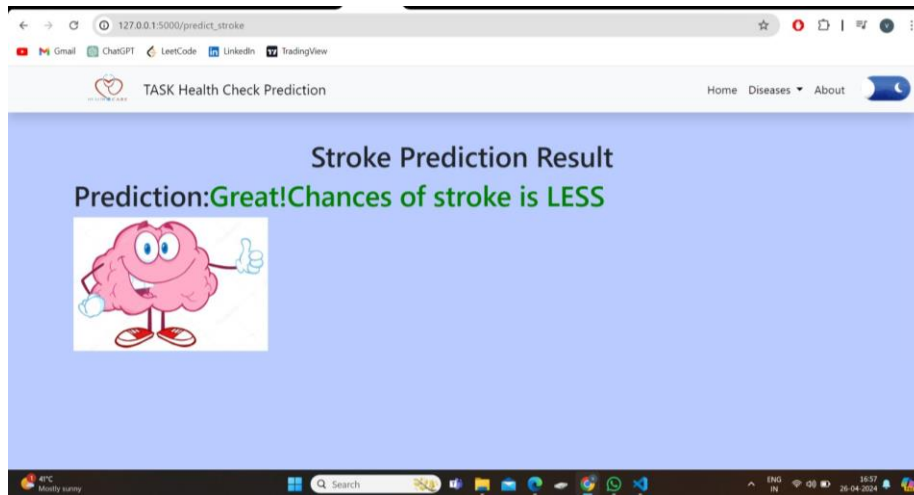 127.0.0.1:5000/predict_stroke
Gmail ChatGPT LeetCode LinkedIn TradingView
TASK Health Check Prediction
Home Diseases About
Stroke Prediction Result
Prediction:Great!Chances of stroke is LESS
41°C
Mostly sunny
Search
ENG
IN
16:57
26-04-2024